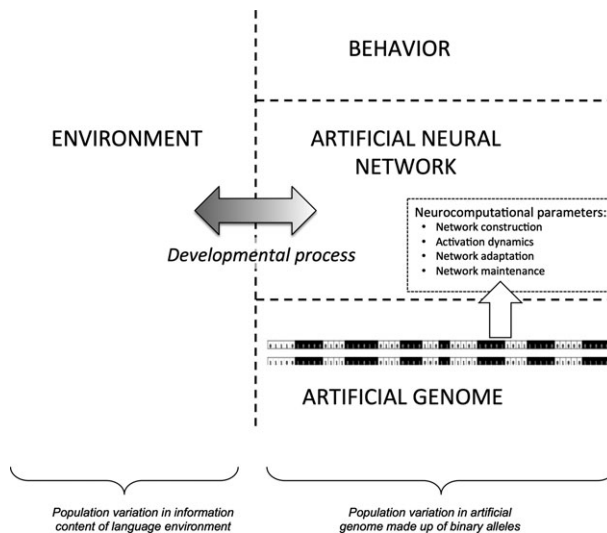 BEHAVIOR
ENVIRONMENT
ARTIFICIAL NEURAL
NETWORK
Neurocomputational parameters:
• Network construction
• Activation dynamics
• Network adaptation
• Network maintenance
Developmental process
ARTIFICIAL GENOME
Population variation in information
content of language environment
Population variation in artificial
genome made up of binary alleles